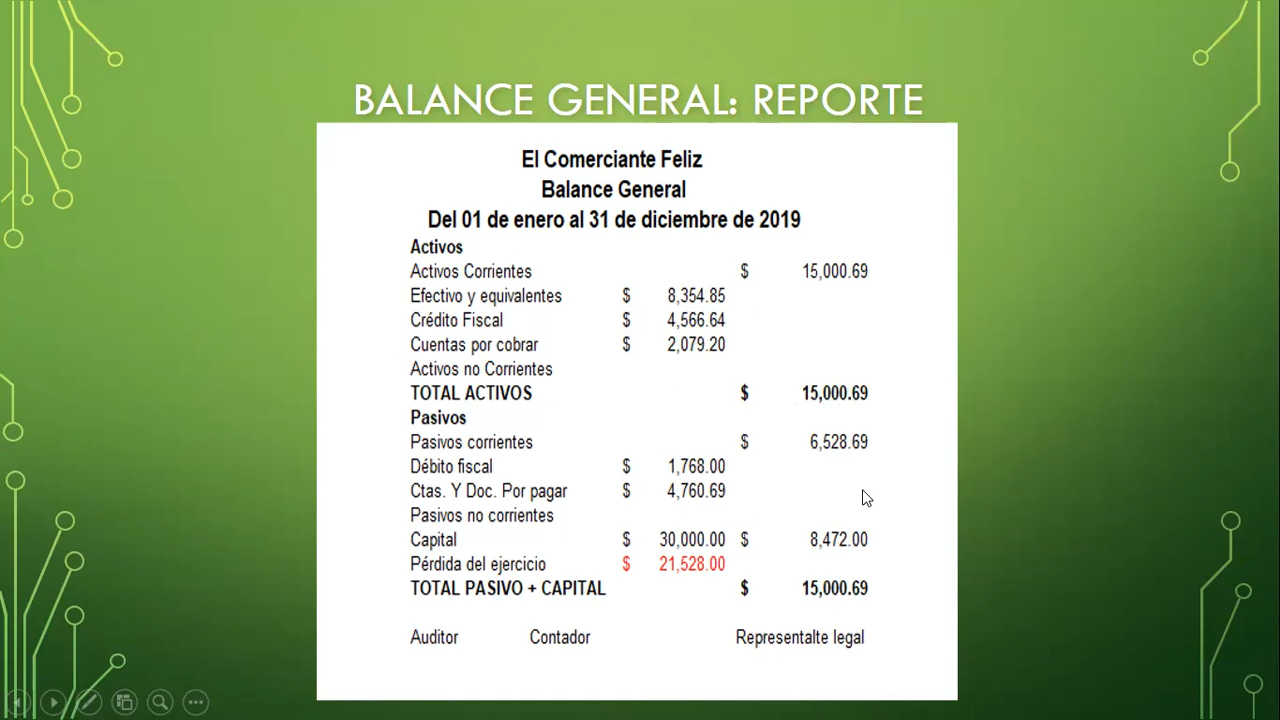 BALANCE GENERAL: REPORTE
El Comerciante Feliz
Balance General
Del 01 de enero al 31 de diciembre de 2019
Activos
Activos Corrientes $ 15,000.69
Efectivo y equivalentes $ 8,354.85
Crédito Fiscal $ 4,566.64
Cuentas por cobrar $ 2,079.20
Activos no Corrientes
TOTAL ACTIVOS $ 15,000.69
Pasivos
Pasivos corrientes $ 6,528.69
Débito fiscal $ 1,768.00
Ctas. Y Doc. Por pagar $ 4,760.69
Pasivos no corrientes
Capital $ 30,000.00 $ 8,472.00
Pérdida del ejercicio $ 21,528.00
TOTAL PASIVO + CAPITAL $ 15,000.69
Auditor Contador Representalte legal